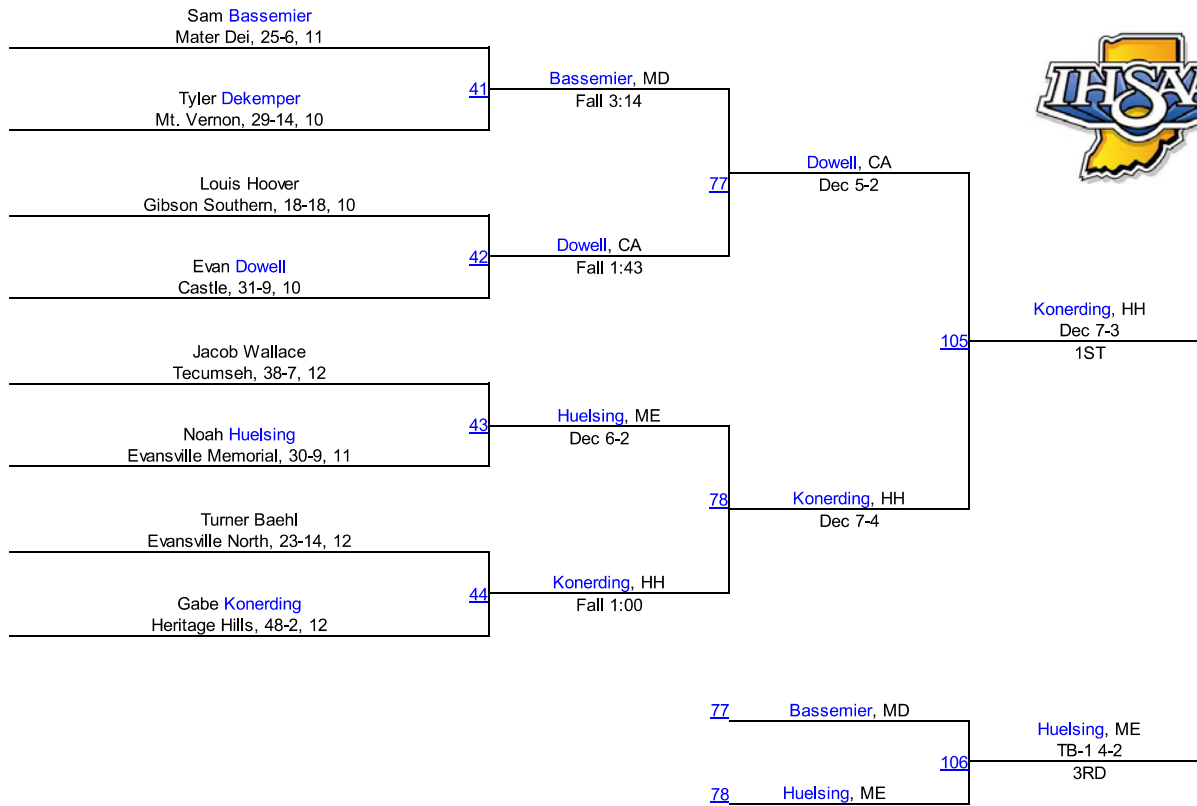 Sam Bassemier
Mater Dei, 25-6, 11
41
Bassemier, MD
Fall 3:14
Tyler Dekemper
Mt. Vernon, 29-14, 10
IHSAA
77
Dowell, CA
Dec 5-2
Louis Hoover
Gibson Southern, 18-18, 10
42
Dowell, CA
Fall 1:43
Evan Dowell
Castle, 31-9, 10
105
Konerding, HH
Dec 7-3
1ST
Jacob Wallace
Tecumseh, 38-7, 12
43
Huelsing, ME
Dec 6-2
Noah Huelsing
Evansville Memorial, 30-9, 11
78
Konerding, HH
Dec 7-4
Turner Baehl
Evansville North, 23-14, 12
44
Konerding, HH
Fall 1:00
Gabe Konerding
Heritage Hills, 48-2, 12
77
Bassemier, MD
106
Huelsing, ME
TB-1 4-2
3RD
78
Huelsing, ME